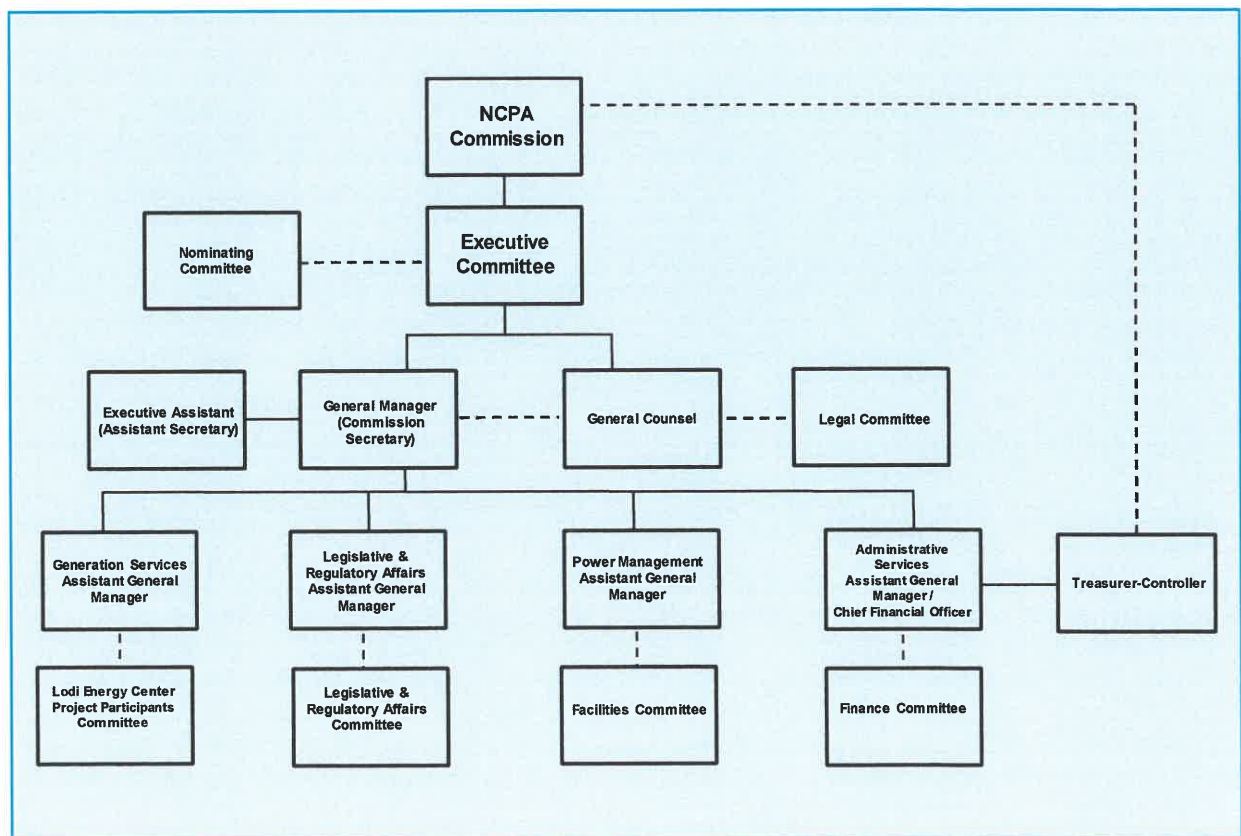 NCPA
Commission
Executive
Committee
Nominating
Committee
Executive Assistant
(Assistant Secretary)
General Manager
(Commission
Secretary)
General Counsel
Legal Committee
Generation Services
Assistant General
Manager
Legislative &
Regulatory Affairs
Assistant General
Manager
Power Management
Assistant General
Manager
Administrative
Services
Assistant General
Manager /
Chief Financial Officer
Treasurer-Controller
Lodi Energy Center
Project Participants
Committee
Legislative &
Regulatory Affairs
Committee
Facilities Committee
Finance Committee